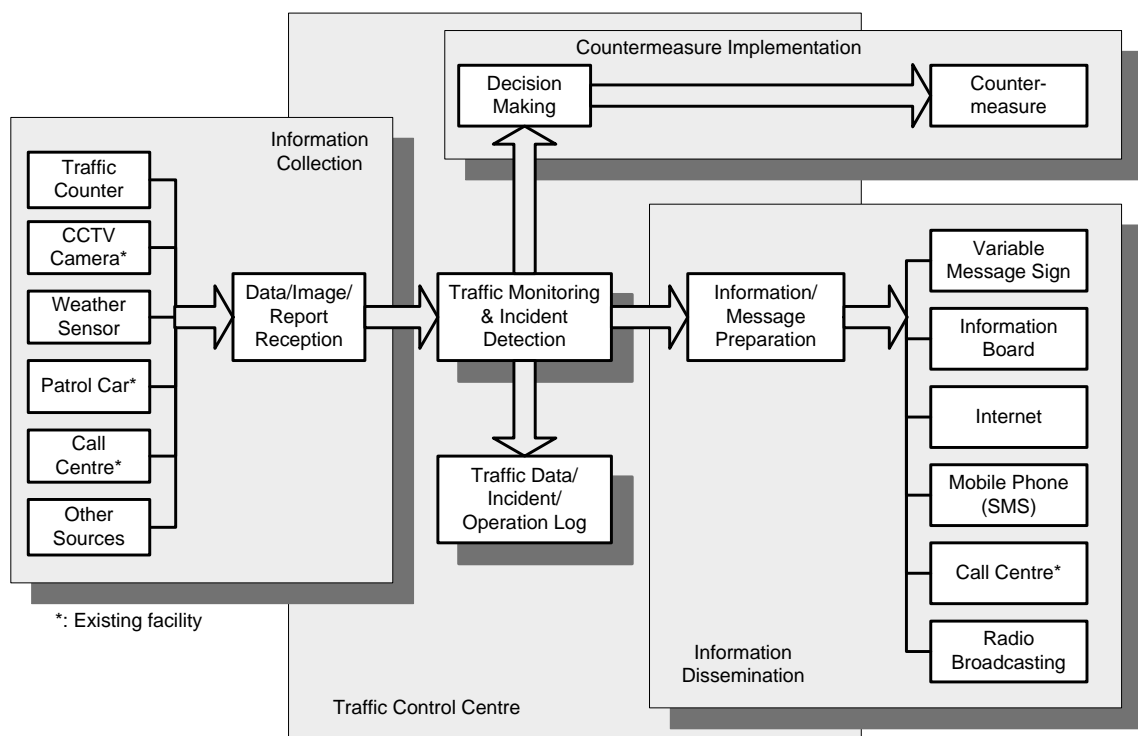 Countermeasure Implementation
Decision
Making
Counter-
measure
Information
Collection
Traffic
Counter
CCTV
Camera*
Weather
Sensor
Patrol Car*
Call
Centre*
Other
Sources
Data/Image/
Report
Reception
Traffic Monitoring
& Incident
Detection
Traffic Data/
Incident/
Operation Log
Information/
Message
Preparation
Variable
Message Sign
Information
Board
Internet
Mobile Phone
(SMS)
Call Centre*
Radio
Broadcasting
Information
Dissemination
*: Existing facility
Traffic Control Centre